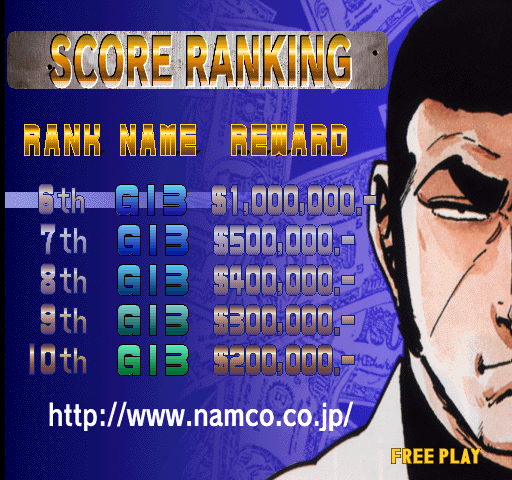 SCORE RANKING
RANK NAME REWARD
6th G13 $1,000,000.-
7th G13 $500,000.-
8th G13 $400,000.-
9th G13 $300,000.-
10th G13 $200,000.-
http://www.namco.co.jp/
FREE PLAY